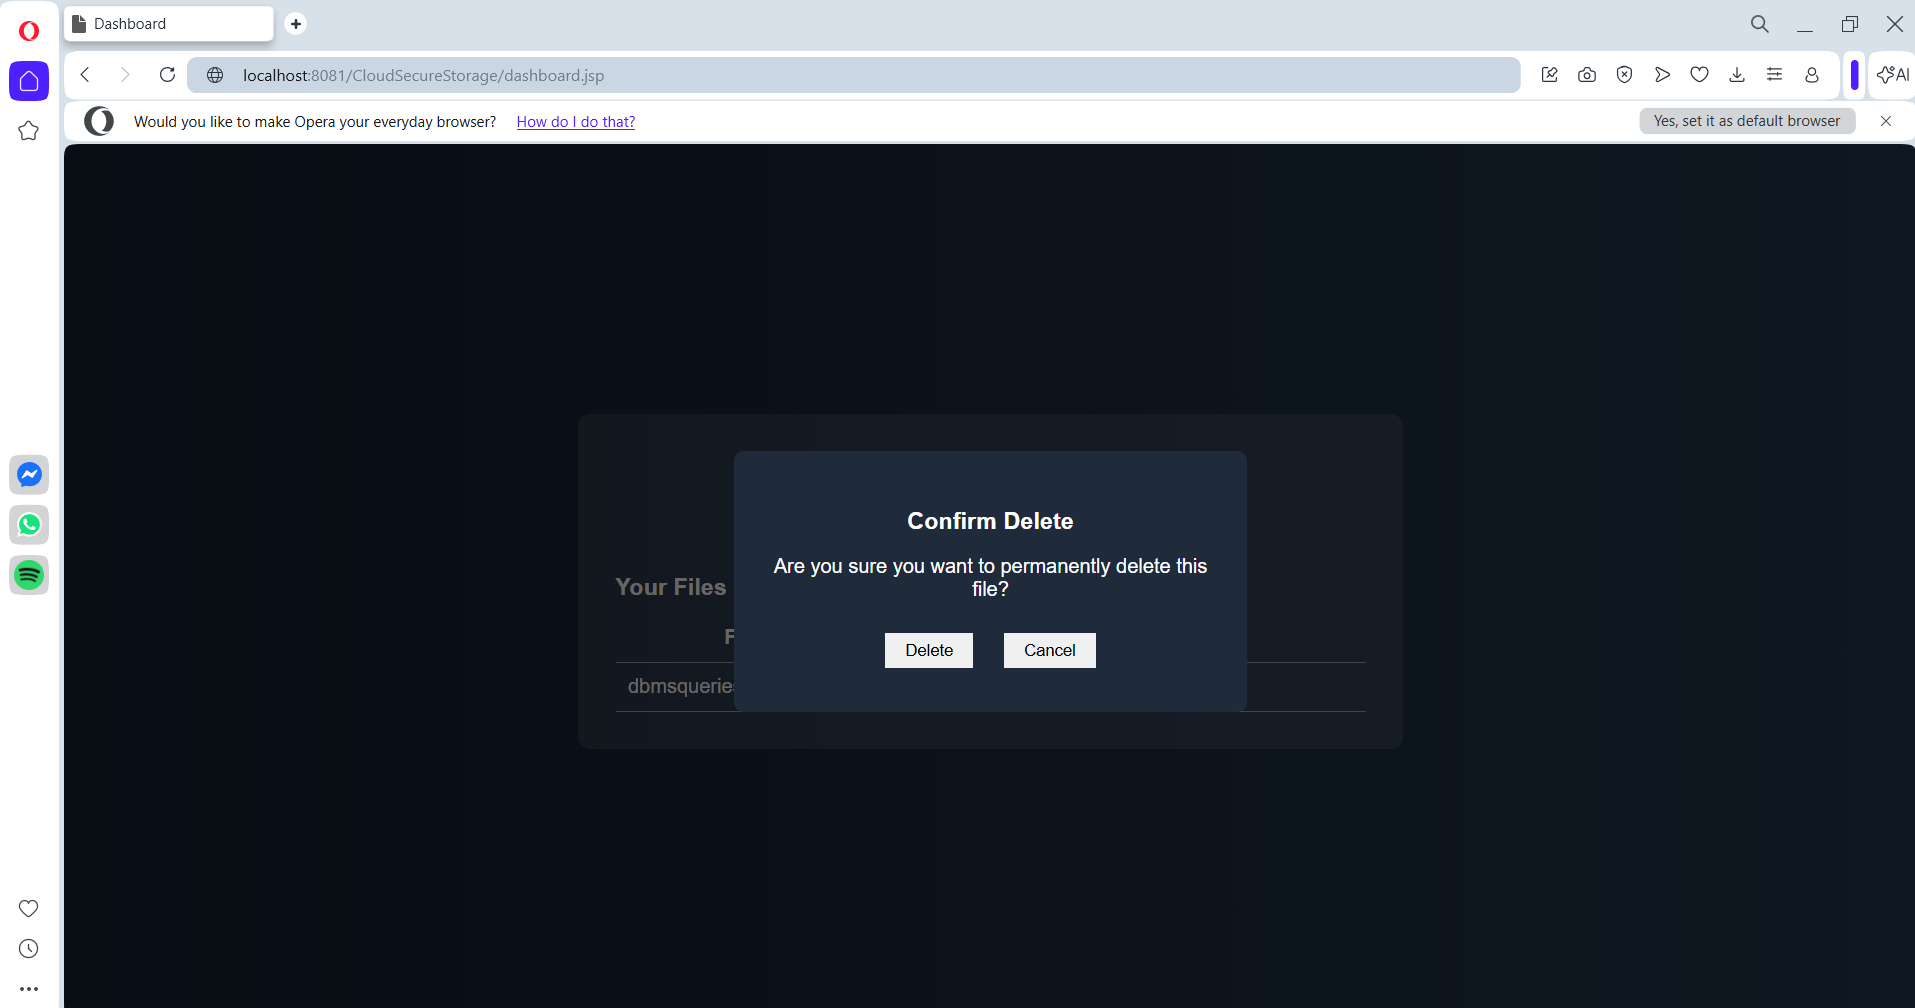 Dashboard
localhost:8081/CloudSecureStorage/dashboard.jsp
AI
Would you like to make Opera your everyday browser? How do I do that?
Yes, set it as default browser
Confirm Delete
Are you sure you want to permanently delete this
file?
Your Files
Delete
Cancel